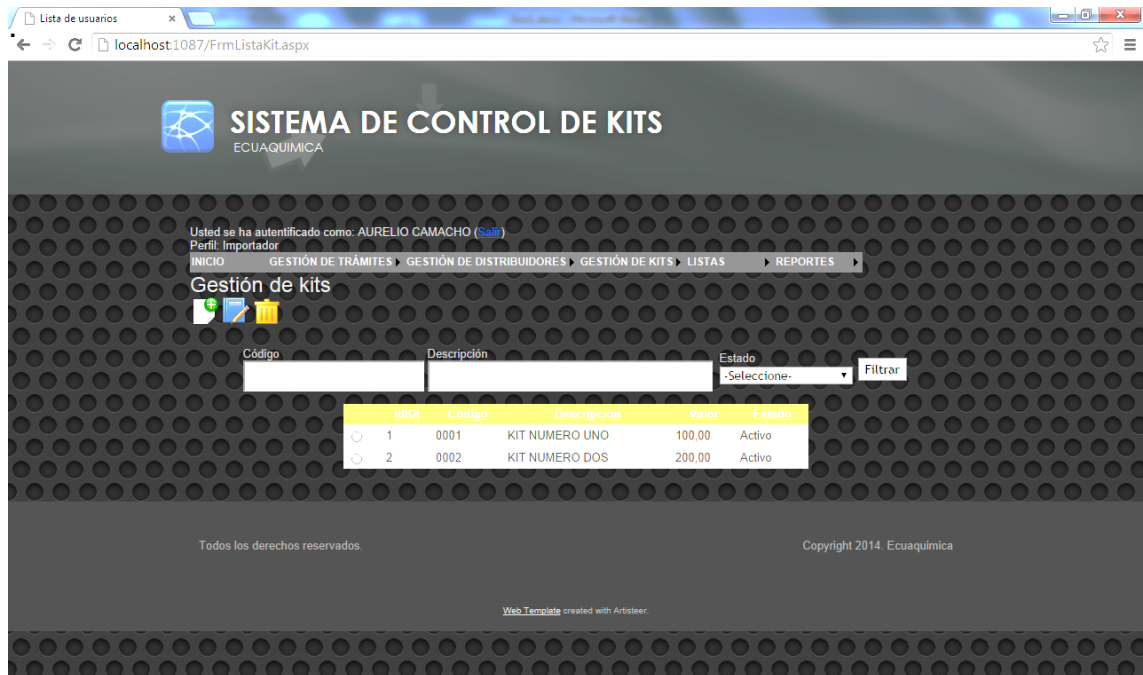 Lista de usuarios
localhost:1087/FrmListaKit.aspx
SISTEMA DE CONTROL DE KITS
ECUAQUIMICA
Usted se ha autentificado como: AURELIO CAMACHO (Salir)
Perfil: Importador
INICIO GESTIÓN DE TRÁMITES GESTIÓN DE DISTRIBUIDORES GESTIÓN DE KITS LISTAS REPORTES
Gestión de kits
Código Descripción Estado
-Seleccione- Filtrar
IdKit Codigo Descripcion Valor Estado
1 0001 KIT NUMERO UNO 100,00 Activo
2 0002 KIT NUMERO DOS 200,00 Activo
Todos los derechos reservados. Copyright 2014. Ecuaquimica
Web Template created with Artisteer.